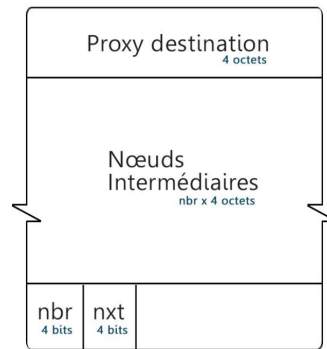 Proxy destination
4 octets
Nœuds
Intermédiaires
nbr x 4 octets
nbr
nxt
4 bits
4 bits